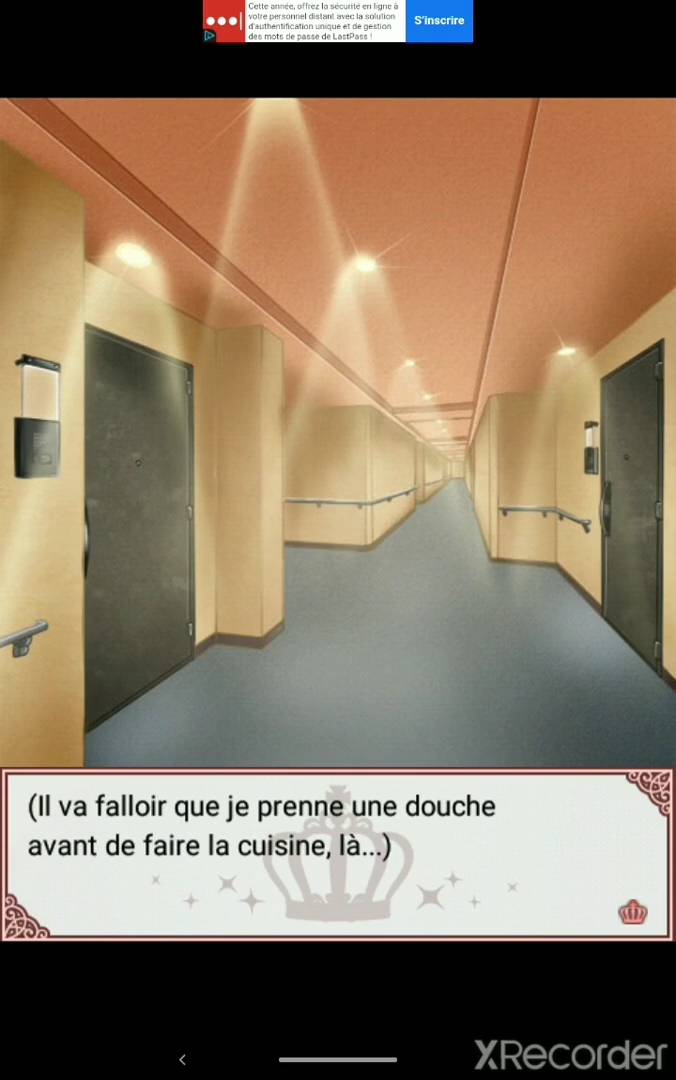 Cette année, offrez la sécurité en ligne à
votre personnel distant avec la solution
d'authentification unique et de gestion
des mots de passe de LastPass !
S'inscrire
(Il va falloir que je prenne une douche
avant de faire la cuisine, là...)
XRecorder